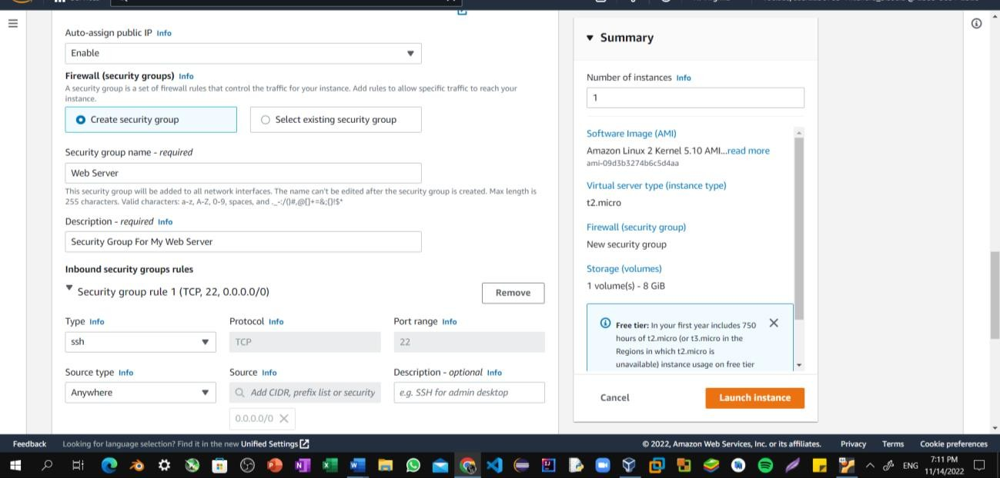 Auto-assign public IP Info
Enable
Firewall (security groups) Info
A security group is a set of firewall rules that control the traffic for your instance. Add rules to allow specific traffic to reach your
instance.
Create security group
Select existing security group
Security group name - required
Web Server
This security group will be added to all network interfaces. The name can't be edited after the security group is created. Max length is
255 characters. Valid characters: a-z, A-Z, 0-9, spaces, and ._-:/()#,@[]+=&;{}!$*
Description - required Info
Security Group For My Web Server
Inbound security groups rules
Security group rule 1 (TCP, 22, 0.0.0.0/0)
Remove
Type Info
Protocol Info
Port range Info
ssh
TCP
22
Source type Info
Source Info
Description - optional Info
Anywhere
Add CIDR, prefix list or security
e.g. SSH for admin desktop
0.0.0.0/0
Summary
Number of instances Info
1
Software Image (AMI)
Amazon Linux 2 Kernel 5.10 AMI...read more
ami-09d3b3274b6c5d4aa
Virtual server type (instance type)
t2.micro
Firewall (security group)
New security group
Storage (volumes)
1 volume(s) - 8 GiB
Free tier: In your first year includes 750
hours of t2.micro (or t3.micro in the
Regions in which t2.micro is
unavailable) instance usage on free tier
Cancel
Launch instance
Feedback
Looking for language selection? Find it in the new Unified Settings
© 2022, Amazon Web Services, Inc. or its affiliates.
Privacy
Terms
Cookie preferences
ENG
7:11 PM
11/14/2022